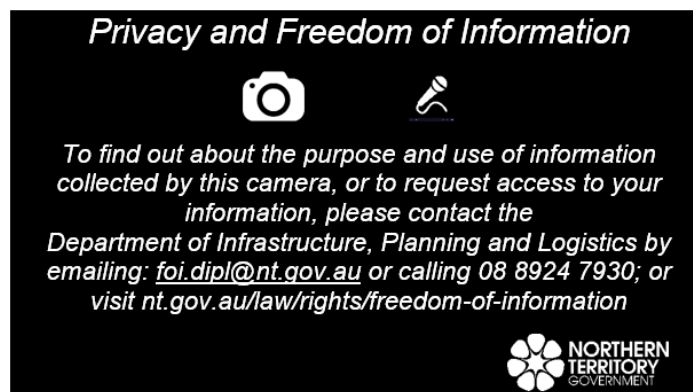 Privacy and Freedom of Information
To find out about the purpose and use of information
collected by this camera, or to request access to your
information, please contact the
Department of Infrastructure, Planning and Logistics by
emailing: foi.dipl@nt.gov.au or calling 08 8924 7930; or
visit nt.gov.au/law/rights/freedom-of-information
NORTHERN
TERRITORY
GOVERNMENT